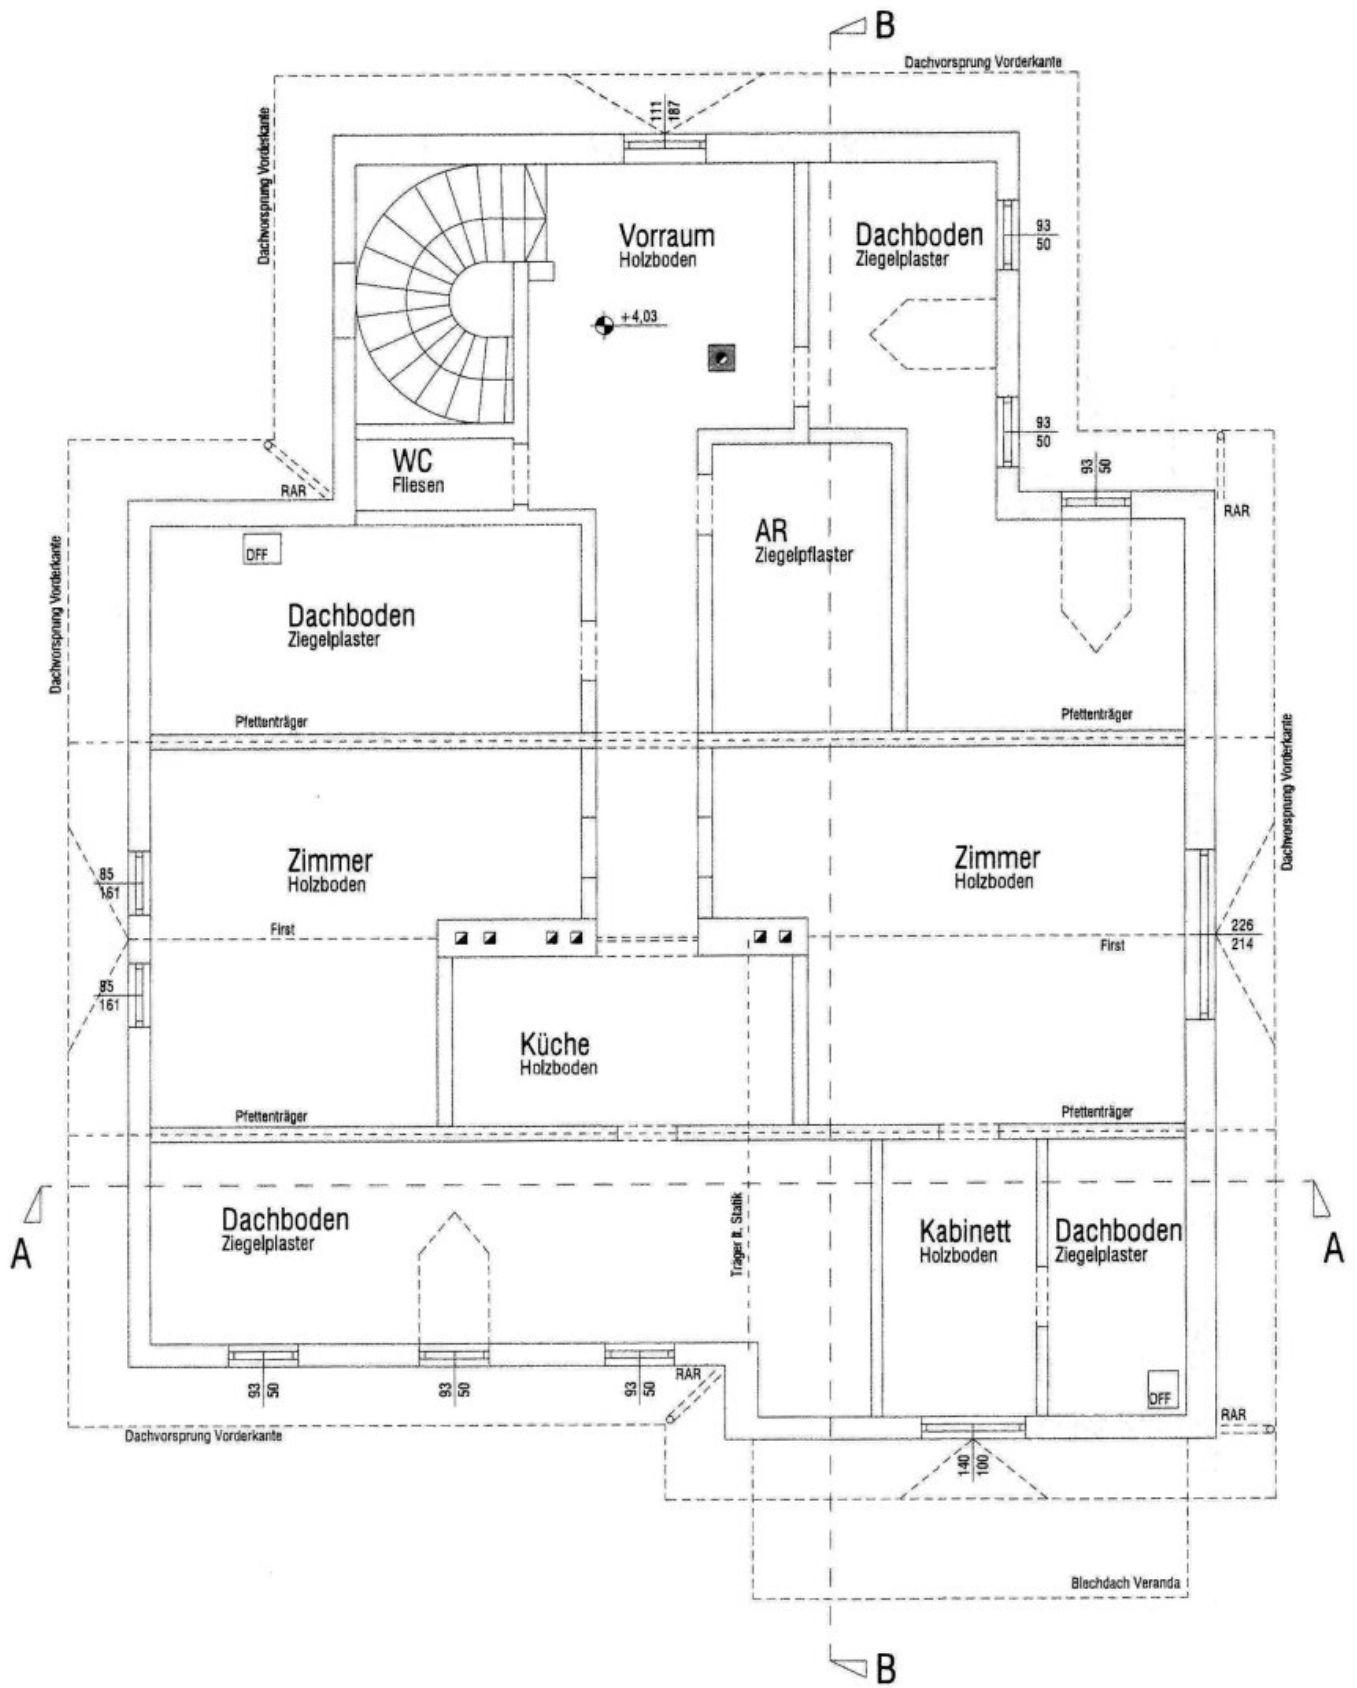 B
Dachvorsprung Vorderkante
Dachvorsprung Vorderkante
111
187
Vorraum
Holzboden
Dachboden
Ziegelplaster
93
50
+4,03
93
50
WC
Fliesen
93
50
RAR
RAR
AR
Ziegelpflaster
DFF
Dachvorsprung Vorderkante
Dachboden
Ziegelplaster
Pfettenträger
Pfettenträger
Dachvorsprung Vorderkante
Zimmer
Holzboden
Zimmer
Holzboden
85
161
First
First
226
214
85
161
Küche
Holzboden
Pfettenträger
Pfettenträger
A
Dachboden
Ziegelplaster
Träger lt. Statik
Kabinett
Holzboden
Dachboden
Ziegelplaster
A
93
50
93
50
93
50
RAR
DFF
RAR
Dachvorsprung Vorderkante
140
100
Blechdach Veranda
B